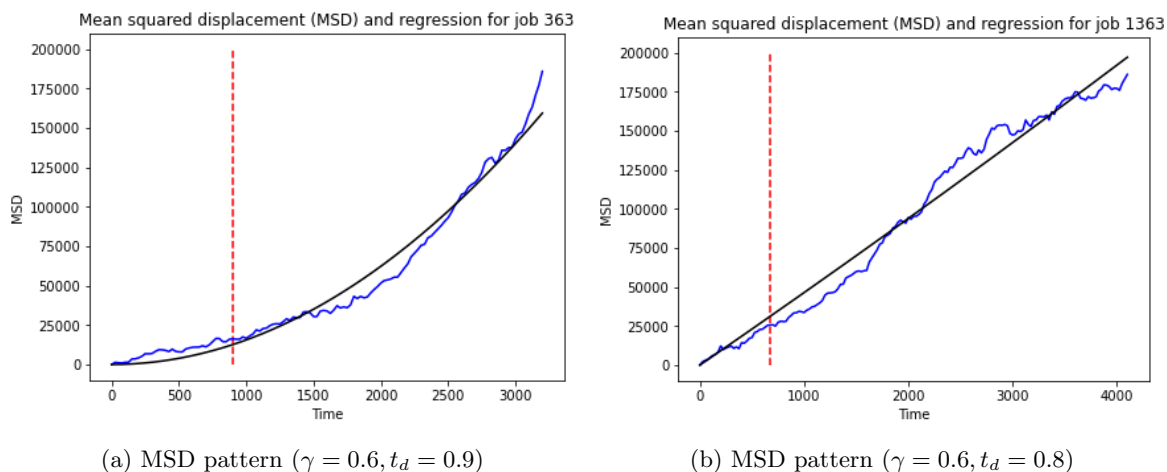 Mean squared displacement (MSD) and regression for job 363
200000
175000
150000
125000
100000
75000
50000
25000
0
MSD
0 500 1000 1500 2000 2500 3000
Time
(a) MSD pattern (γ = 0.6, t_d = 0.9)
Mean squared displacement (MSD) and regression for job 1363
200000
175000
150000
125000
100000
75000
50000
25000
0
MSD
0 1000 2000 3000 4000
Time
(b) MSD pattern (γ = 0.6, t_d = 0.8)